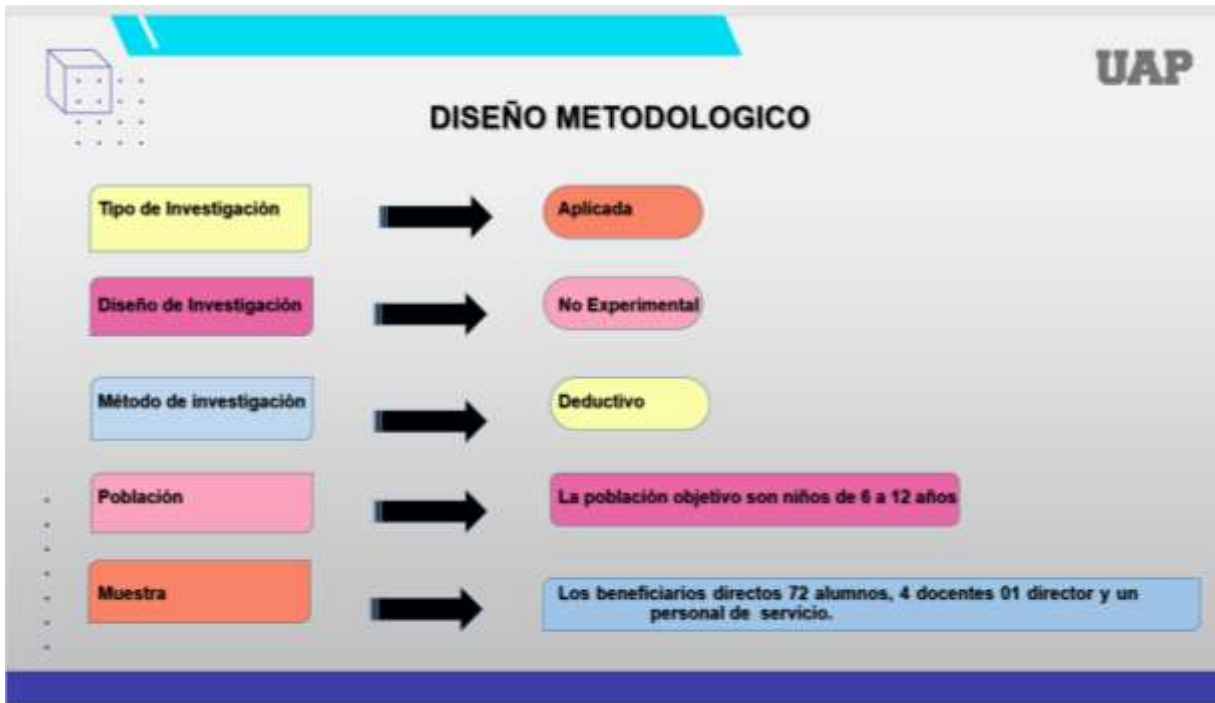 UAP
DISEÑO METODOLOGICO
Tipo de Investigación
Aplicada
Diseño de Investigación
No Experimental
Método de investigación
Deductivo
Población
La población objetivo son niños de 6 a 12 años
Muestra
Los beneficiarios directos 72 alumnos, 4 docentes 01 director y un
personal de servicio.